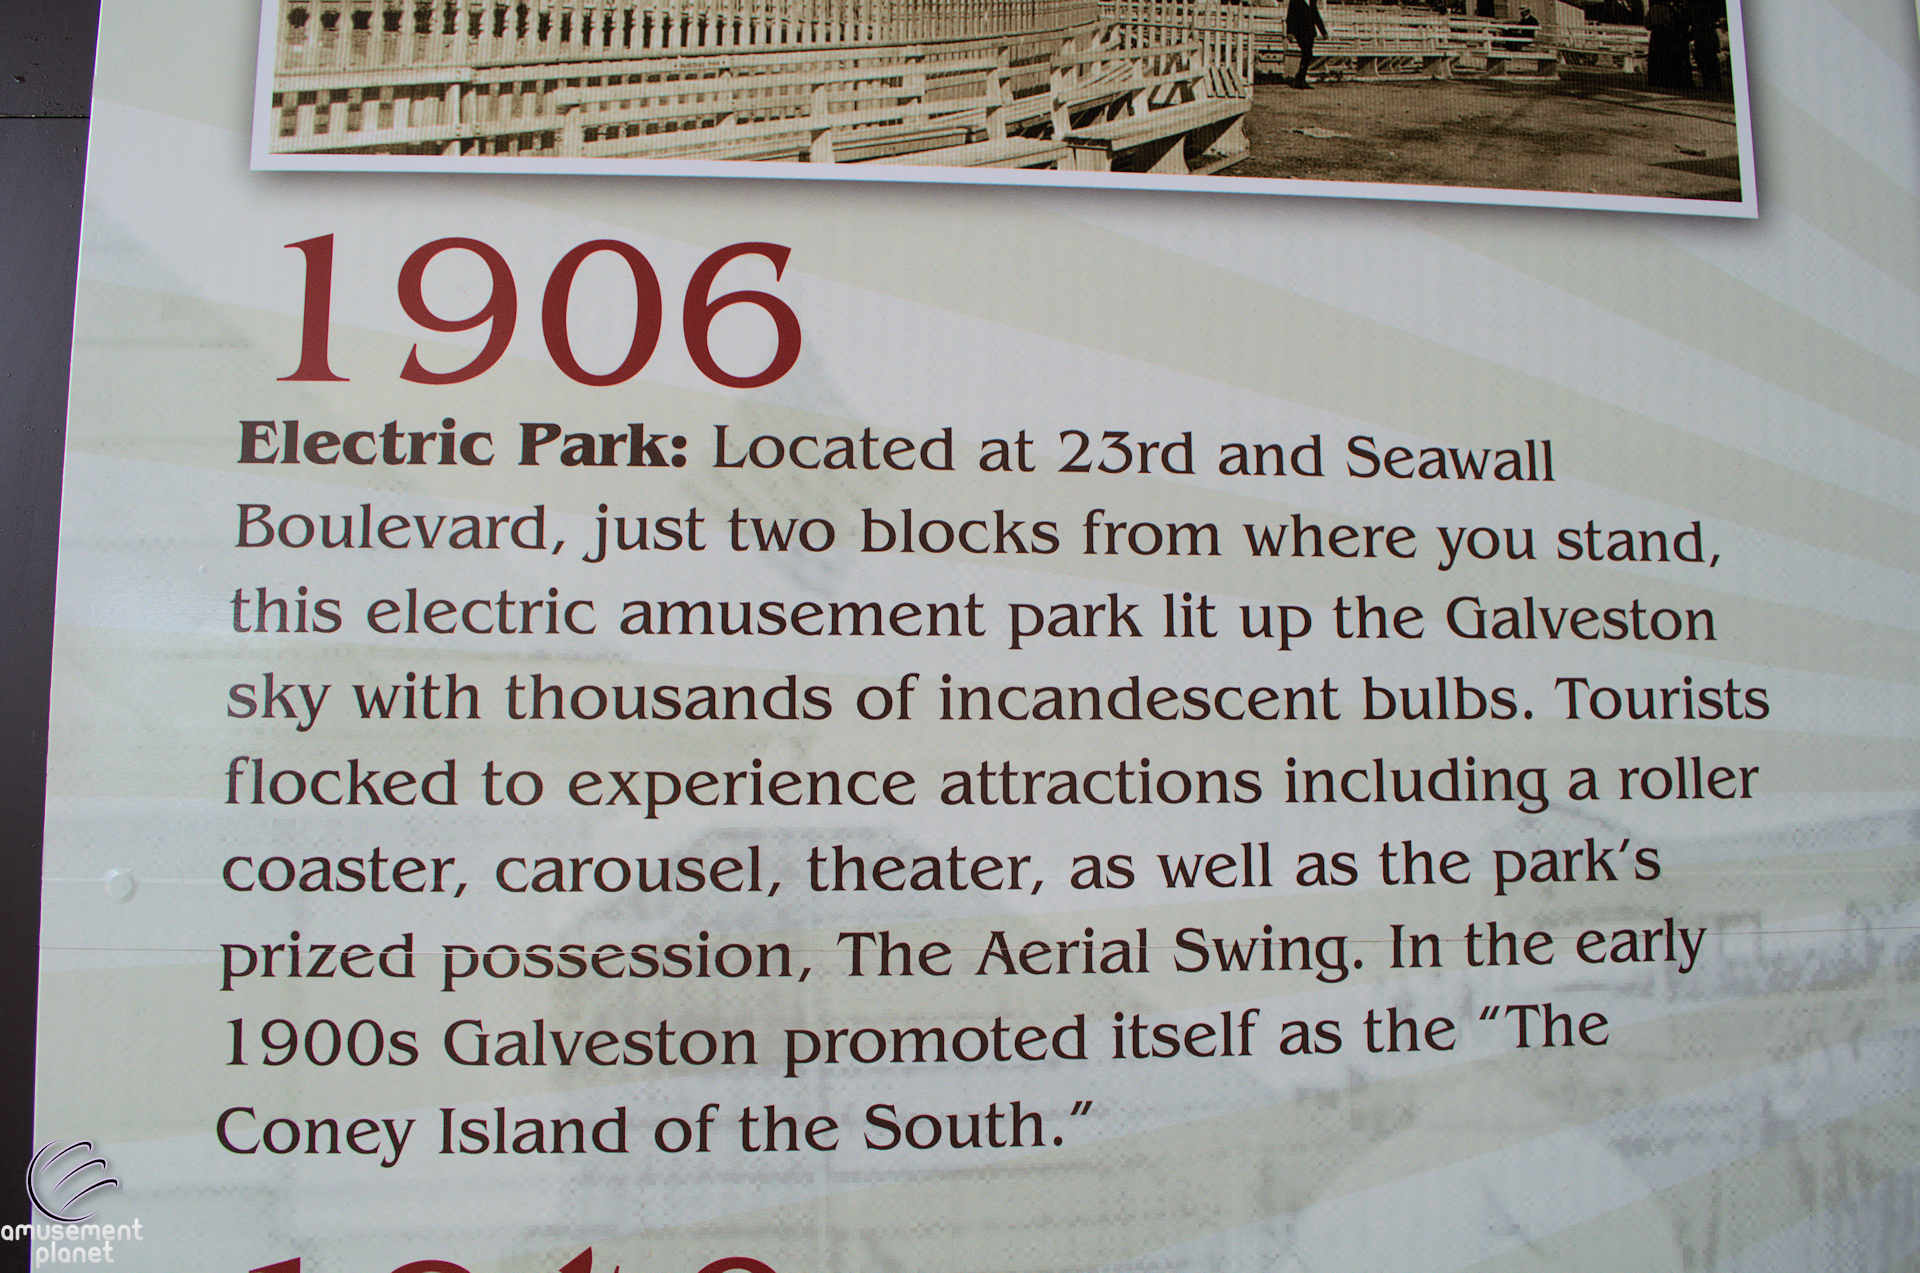 1906
Electric Park: Located at 23rd and Seawall
Boulevard, just two blocks from where you stand,
this electric amusement park lit up the Galveston
sky with thousands of incandescent bulbs. Tourists
flocked to experience attractions including a roller
coaster, carousel, theater, as well as the park's
prized possession, The Aerial Swing. In the early
1900s Galveston promoted itself as the "The
Coney Island of the South."
amusement
planet